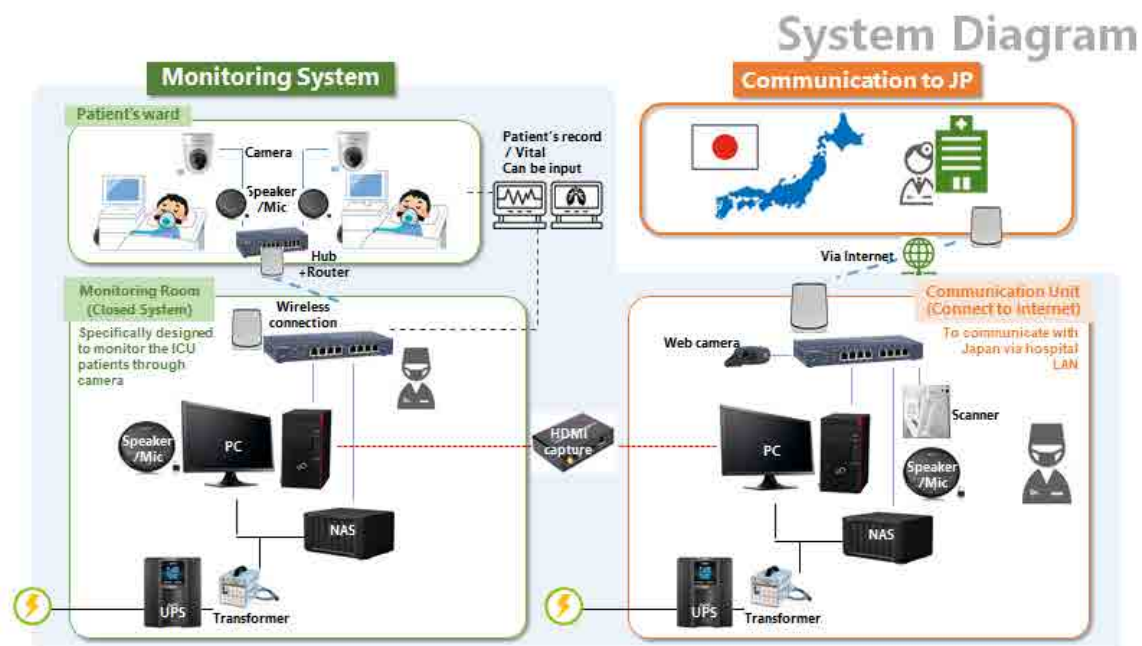 System Diagram
Monitoring System
Communication to JP
Patient's ward
Camera
Speaker
/Mic
Hub
+Router
Patient's record
/ Vital
Can be input
Via Internet
Monitoring Room
(Closed System)
Specifically designed
to monitor the ICU
patients through
camera
Wireless
connection
Speaker
/Mic
PC
NAS
UPS
Transformer
HDMI
capture
Communication Unit
(Connect to Internet)
To communicate with
Japan via hospital
LAN
Web camera
Scanner
PC
Speaker
/Mic
NAS
UPS
Transformer